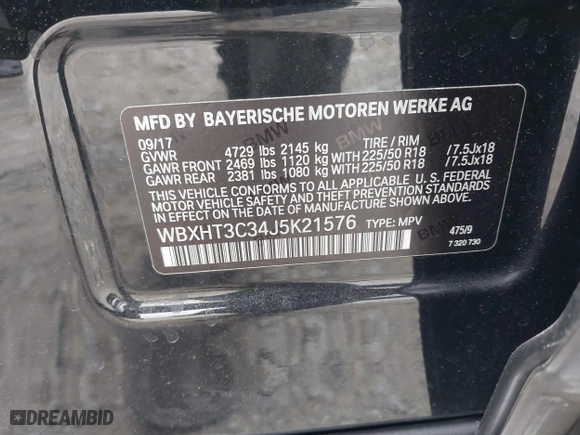 MFD BY BAYERISCHE MOTOREN WERKE AG
09/17
GVWR 4729 lbs 2145 kg TIRE / RIM
GAWR FRONT 2469 lbs 1120 kg WITH 225/50 R18 /7.5Jx18
GAWR REAR 2381 lbs 1080 kg WITH 225/50 R18 /7.5Jx18
THIS VEHICLE CONFORMS TO ALL APPLICABLE U. S. FEDERAL
MOTOR VEHICLE SAFETY AND THEFT PREVENTION STANDARDS
IN EFFECT ON THE DATE OF MANUFACTURE SHOWN ABOVE.
WBXHT3C34J5K21576 TYPE: MPV
475/9
7 320 730
BMW
BMW
BMW
DREAMBID